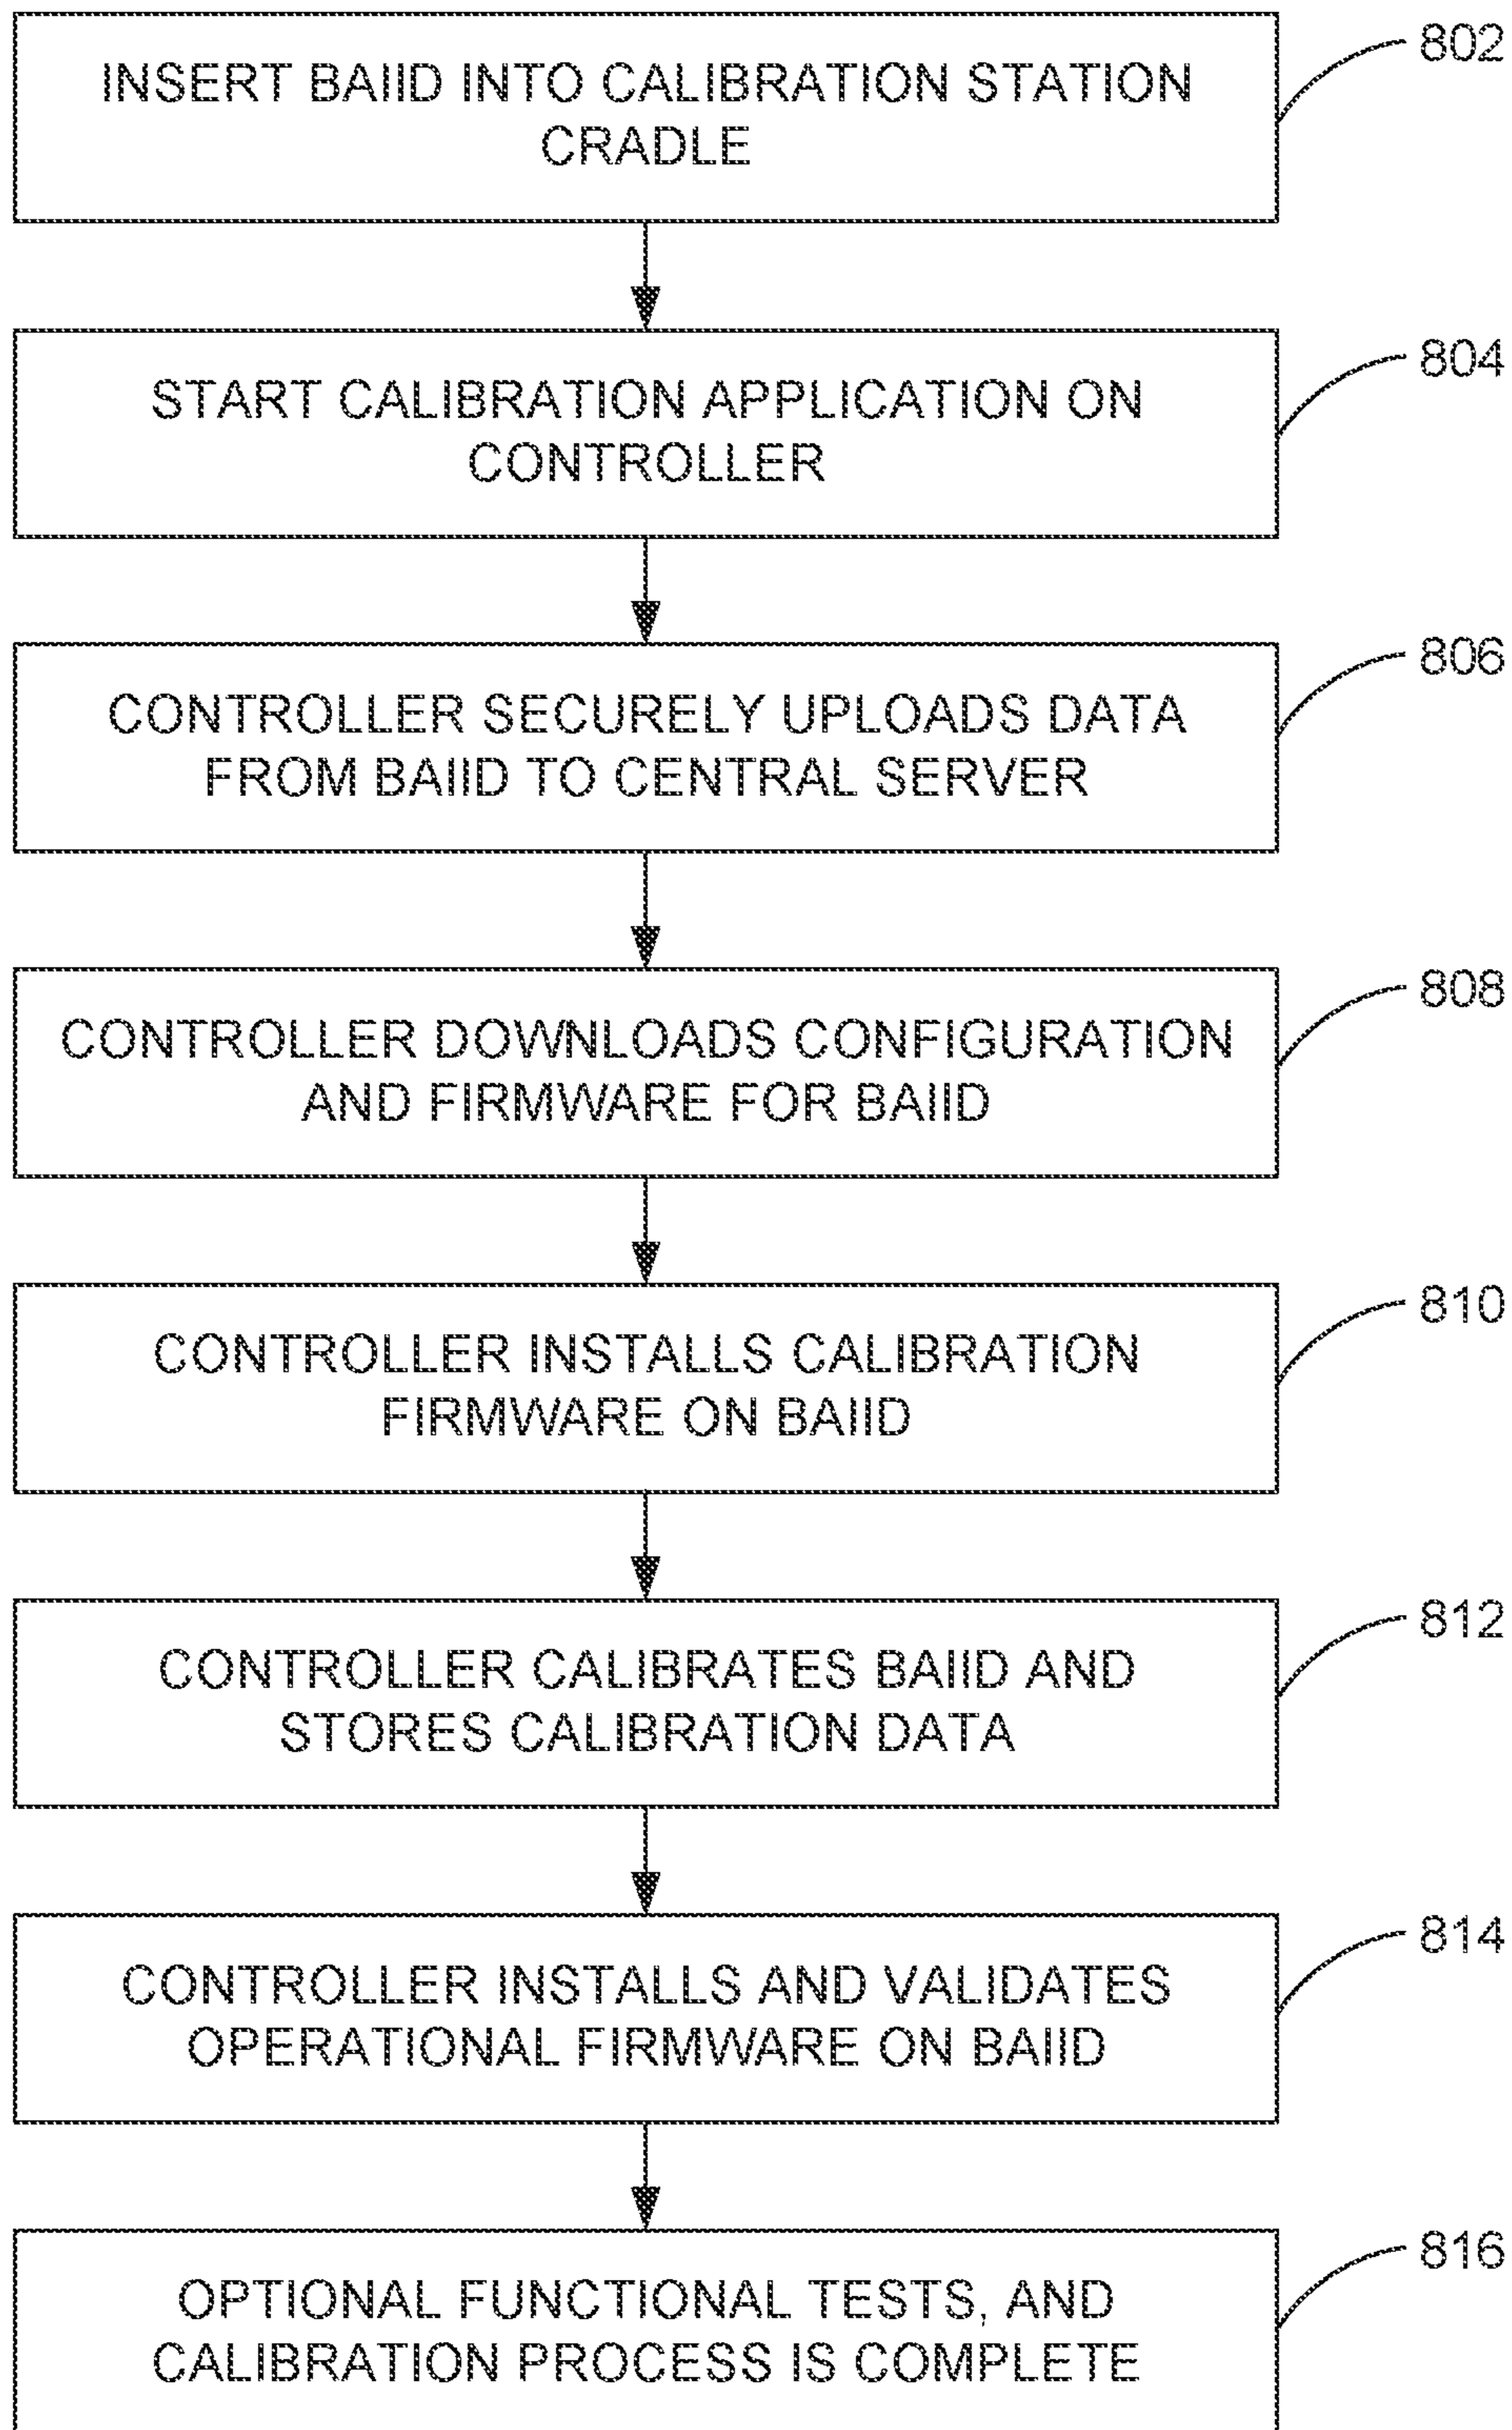 802
INSERT BAIID INTO CALIBRATION STATION
CRADLE
804
START CALIBRATION APPLICATION ON
CONTROLLER
806
CONTROLLER SECURELY UPLOADS DATA
FROM BAIID TO CENTRAL SERVER
808
CONTROLLER DOWNLOADS CONFIGURATION
AND FIRMWARE FOR BAIID
810
CONTROLLER INSTALLS CALIBRATION
FIRMWARE ON BAIID
812
CONTROLLER CALIBRATES BAIID AND
STORES CALIBRATION DATA
814
CONTROLLER INSTALLS AND VALIDATES
OPERATIONAL FIRMWARE ON BAIID
816
OPTIONAL FUNCTIONAL TESTS, AND
CALIBRATION PROCESS IS COMPLETE